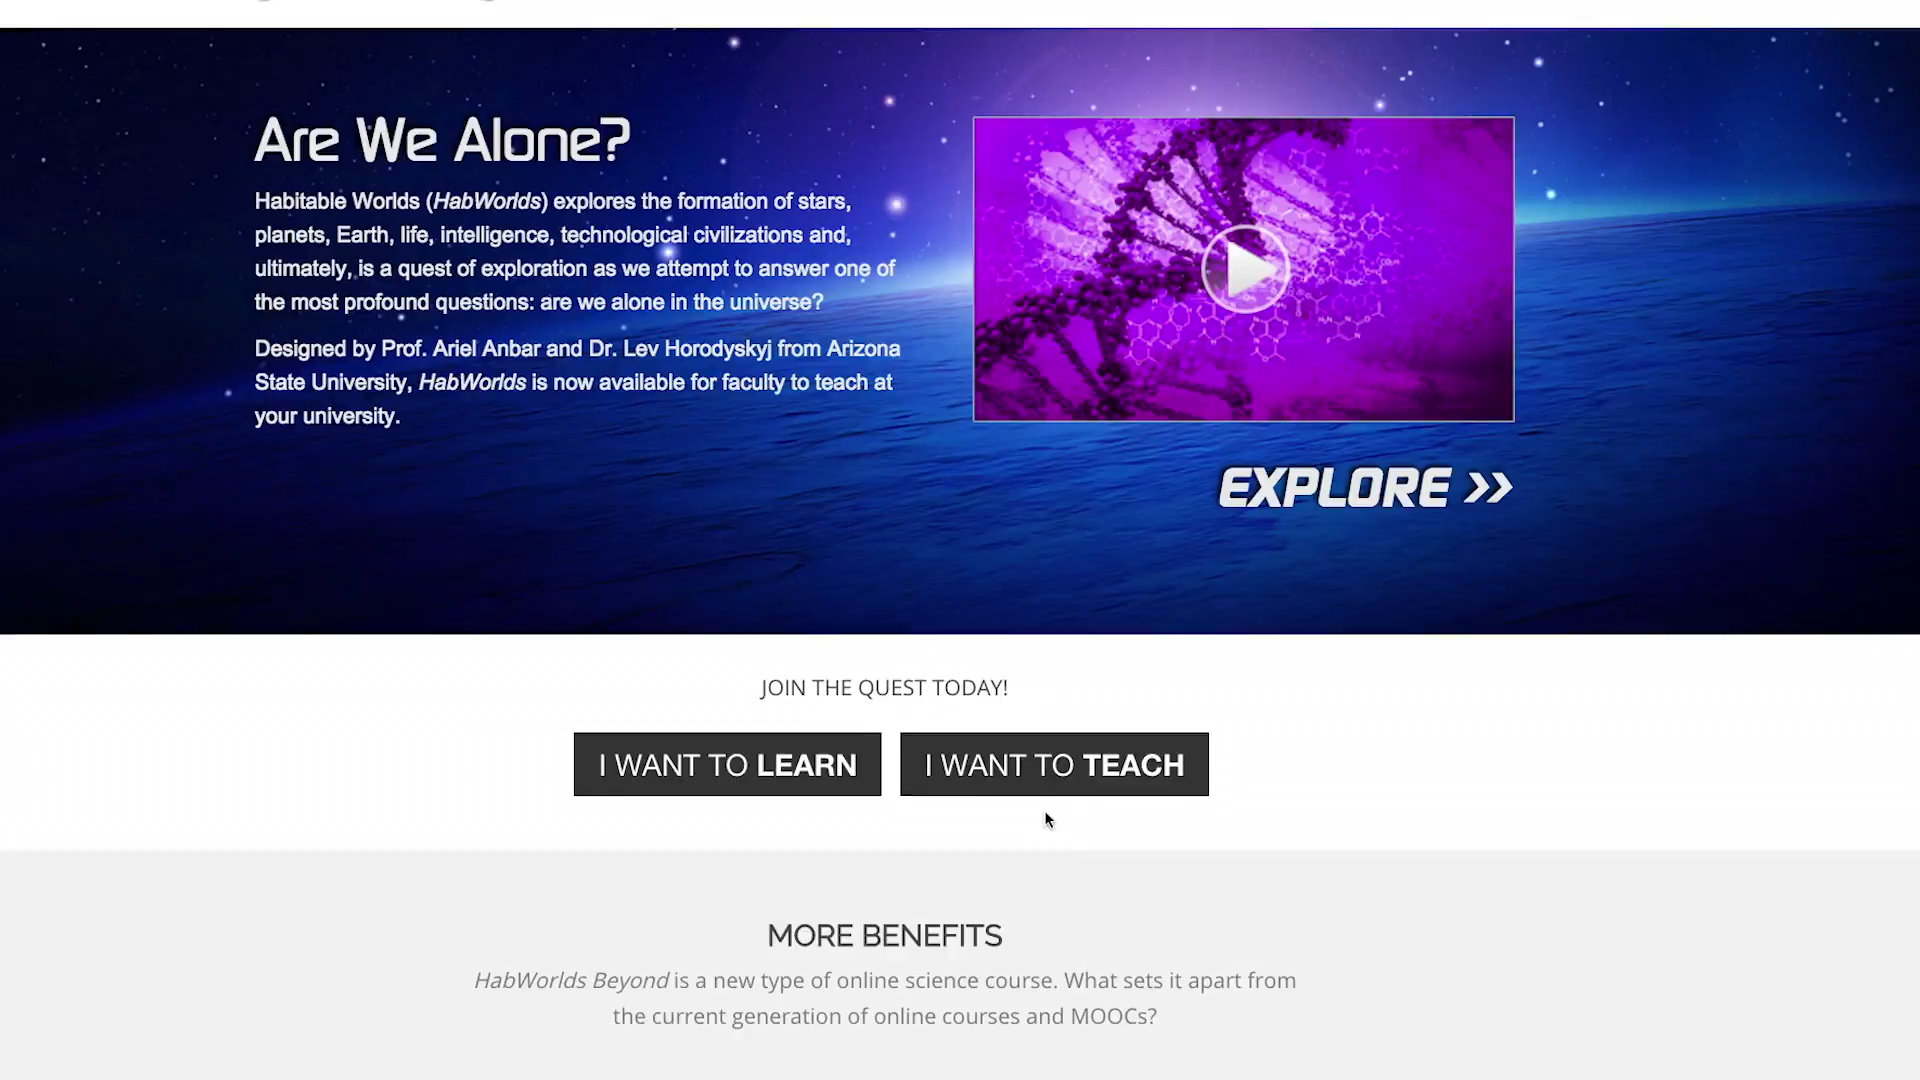 Are We Alone?
Habitable Worlds (HabWorlds) explores the formation of stars,
planets, Earth, life, intelligence, technological civilizations and,
ultimately, is a quest of exploration as we attempt to answer one of
the most profound questions: are we alone in the universe?
Designed by Prof. Ariel Anbar and Dr. Lev Horodyskyj from Arizona
State University, HabWorlds is now available for faculty to teach at
your university.
EXPLORE >>
JOIN THE QUEST TODAY!
I WANT TO LEARN
I WANT TO TEACH
MORE BENEFITS
HabWorlds Beyond is a new type of online science course. What sets it apart from
the current generation of online courses and MOOCs?